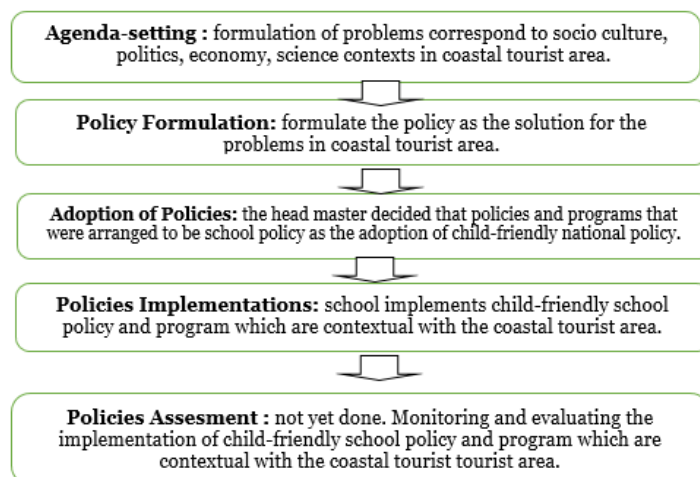 Agenda-setting : formulation of problems correspond to socio culture,
politics, economy, science contexts in coastal tourist area.
Policy Formulation: formulate the policy as the solution for the
problems in coastal tourist area.
Adoption of Policies: the head master decided that policies and programs that
were arranged to be school policy as the adoption of child-friendly national policy.
Policies Implementations: school implements child-friendly school
policy and program which are contextual with the coastal tourist area.
Policies Assesment : not yet done. Monitoring and evaluating the
implementation of child-friendly school policy and program which are
contextual with the coastal tourist tourist area.